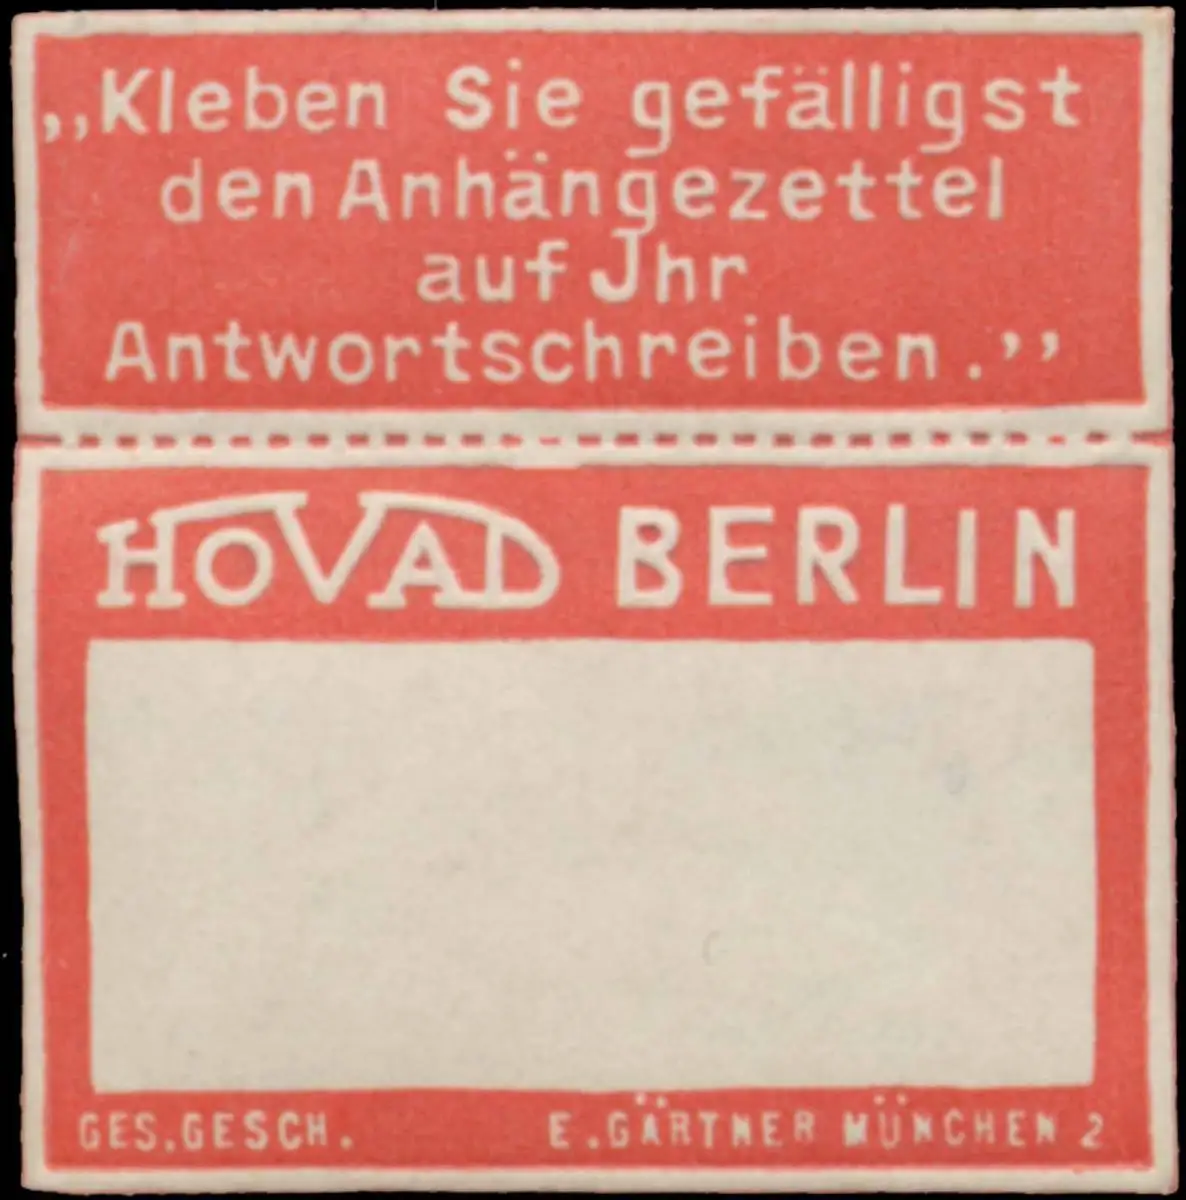 „Kleben Sie gefälligst
den Anhängezettel
auf Jhr
Antwortschreiben.”
HOVAD BERLIN
GES.GESCH. E.GÄRTNER MÜNCHEN 2